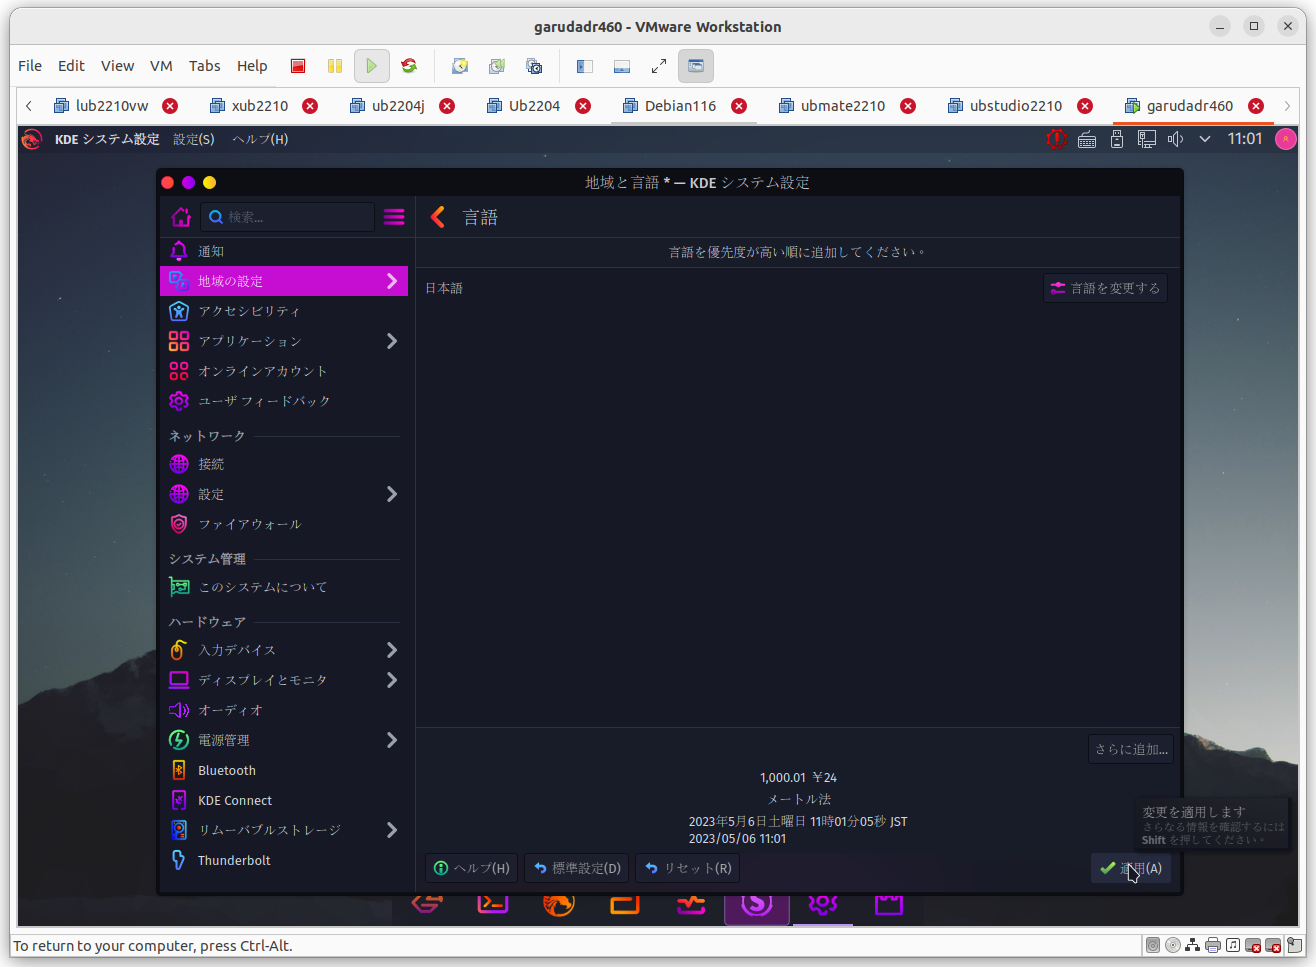 garudadr460 - VMware Workstation
File Edit View VM Tabs Help
lub2210vw xub2210 ub2204j Ub2204 Debian116 ubmate2210 ubstudio2210 garudadr460
KDE システム設定 設定(S) ヘルプ(H) 11:01
地域と言語 * — KDE システム設定
検索...
言語
通知
言語を優先度が高い順に追加してください。
地域の設定
日本語
言語を変更する
アクセシビリティ
アプリケーション
オンラインアカウント
ユーザフィードバック
ネットワーク
接続
設定
ファイアウォール
システム管理
このシステムについて
ハードウェア
入力デバイス
ディスプレイとモニタ
オーディオ
電源管理
Bluetooth
KDE Connect
リムーバブルストレージ
Thunderbolt
さらに追加...
1,000.01 ￥24
メートル法
2023年5月6日土曜日 11時01分05秒 JST
2023/05/06 11:01
変更を適用します
さらなる情報を確認するには
Shift を押してください。
ヘルプ(H) 標準設定(D) リセット(R) 適用(A)
To return to your computer, press Ctrl-Alt.